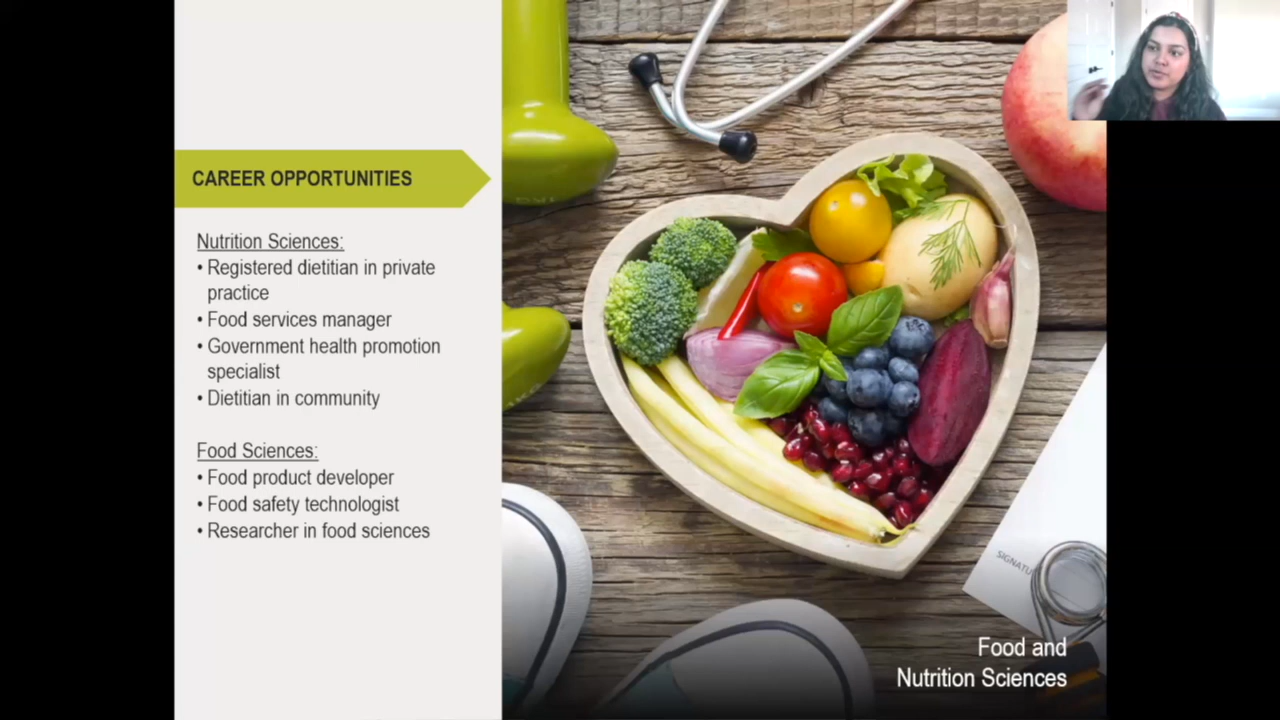 CAREER OPPORTUNITIES
Nutrition Sciences:
• Registered dietitian in private
practice
• Food services manager
• Government health promotion
specialist
• Dietitian in community
Food Sciences:
• Food product developer
• Food safety technologist
• Researcher in food sciences
SIGNATU
Food and
Nutrition Sciences